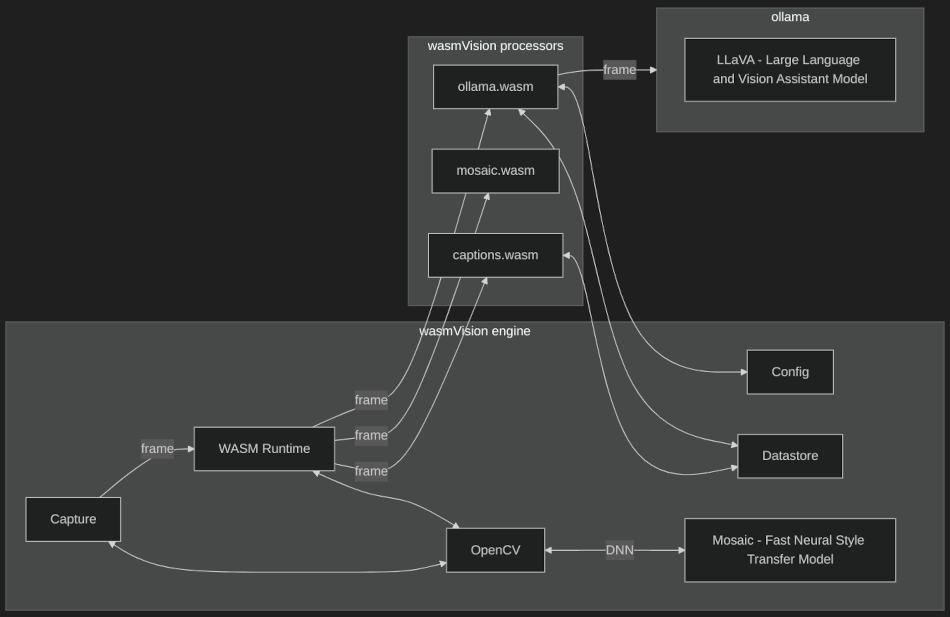 ollama
LLaVA - Large Language
and Vision Assistant Model
wasmVision processors
ollama.wasm
frame
mosaic.wasm
captions.wasm
wasmVision engine
Config
frame
frame
frame
frame
WASM Runtime
Datastore
Capture
OpenCV
DNN
Mosaic - Fast Neural Style
Transfer Model